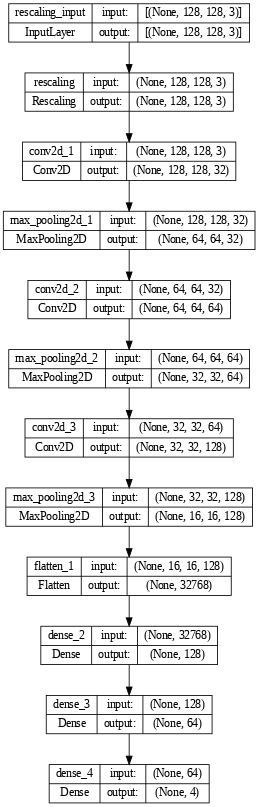 rescaling_input input: [(None, 128, 128, 3)]
InputLayer output: [(None, 128, 128, 3)]
rescaling input: (None, 128, 128, 3)
Rescaling output: (None, 128, 128, 3)
conv2d_1 input: (None, 128, 128, 3)
Conv2D output: (None, 128, 128, 32)
max_pooling2d_1 input: (None, 128, 128, 32)
MaxPooling2D output: (None, 64, 64, 32)
conv2d_2 input: (None, 64, 64, 32)
Conv2D output: (None, 64, 64, 64)
max_pooling2d_2 input: (None, 64, 64, 64)
MaxPooling2D output: (None, 32, 32, 64)
conv2d_3 input: (None, 32, 32, 64)
Conv2D output: (None, 32, 32, 128)
max_pooling2d_3 input: (None, 32, 32, 128)
MaxPooling2D output: (None, 16, 16, 128)
flatten_1 input: (None, 16, 16, 128)
Flatten output: (None, 32768)
dense_2 input: (None, 32768)
Dense output: (None, 128)
dense_3 input: (None, 128)
Dense output: (None, 64)
dense_4 input: (None, 64)
Dense output: (None, 4)